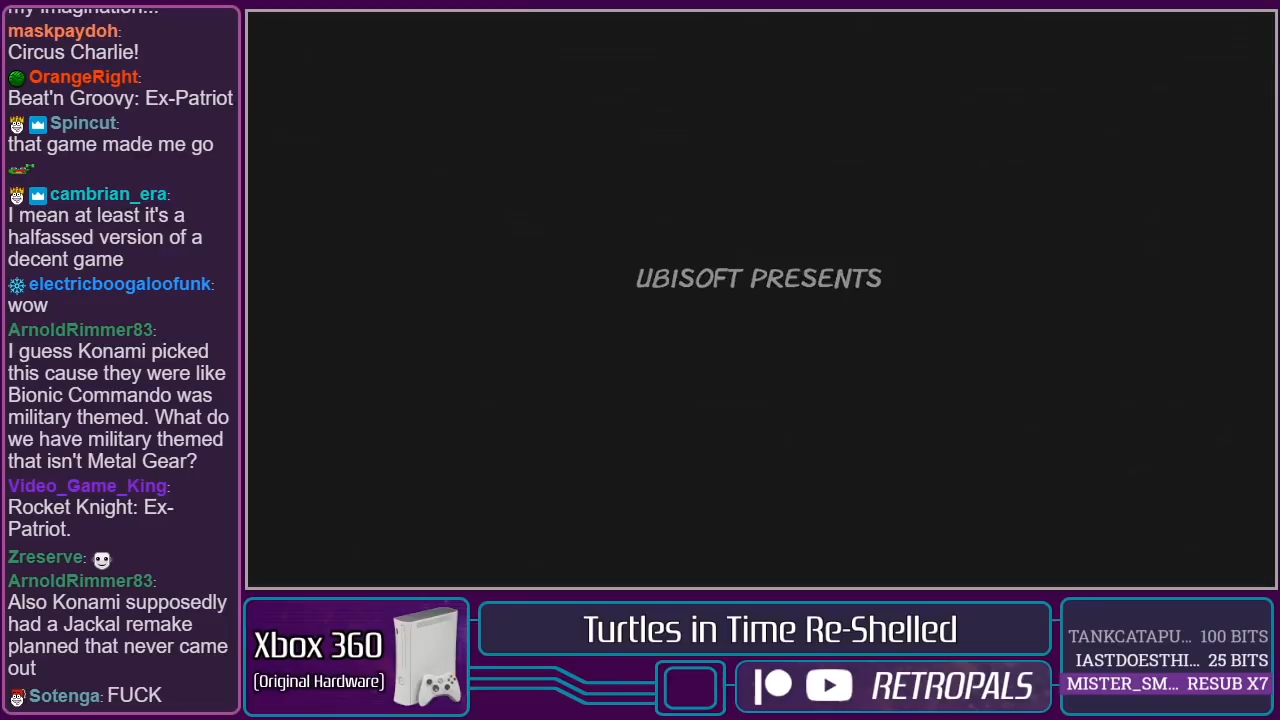 my imagination...
maskpaydoh:
Circus Charlie!
OrangeRight:
Beat'n Groovy: Ex-Patriot
Spincut:
that game made me go
cambrian_era:
I mean at least it's a
halfassed version of a
decent game
electricboogaloofunk:
wow
ArnoldRimmer83:
I guess Konami picked
this cause they were like
Bionic Commando was
military themed. What do
we have military themed
that isn't Metal Gear?
Video_Game_King:
Rocket Knight: Ex-
Patriot.
Zreserve:
ArnoldRimmer83:
Also Konami supposedly
had a Jackal remake
planned that never came
out
Sotenga: FUCK
UBISOFT PRESENTS
Xbox 360
(Original Hardware)
Turtles in Time Re-Shelled
RETROPALS
TANKCATAPU... 100 BITS
IASTDOESTHI... 25 BITS
MISTER_SM... RESUB X7